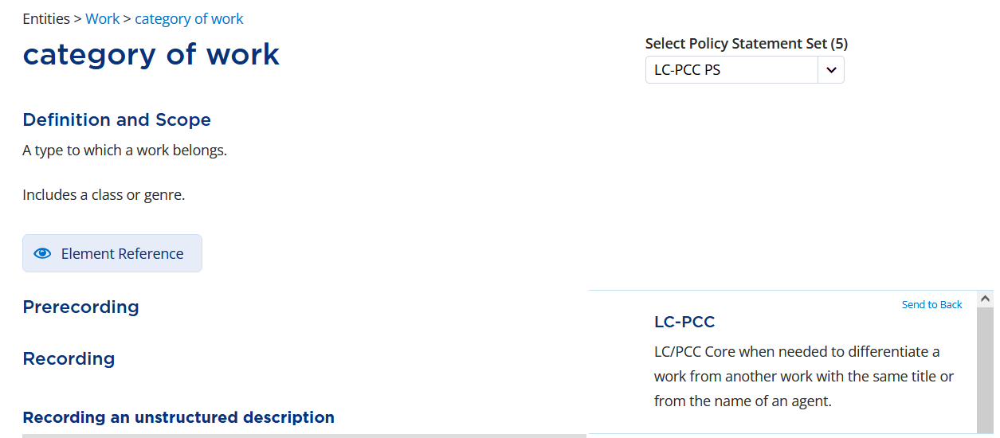 Entities > Work > category of work
category of work
Select Policy Statement Set (5)
LC-PCC PS
Definition and Scope
A type to which a work belongs.
Includes a class or genre.
Element Reference
Prerecording
Send to Back
LC-PCC
LC/PCC Core when needed to differentiate a
work from another work with the same title or
from the name of an agent.
Recording
Recording an unstructured description